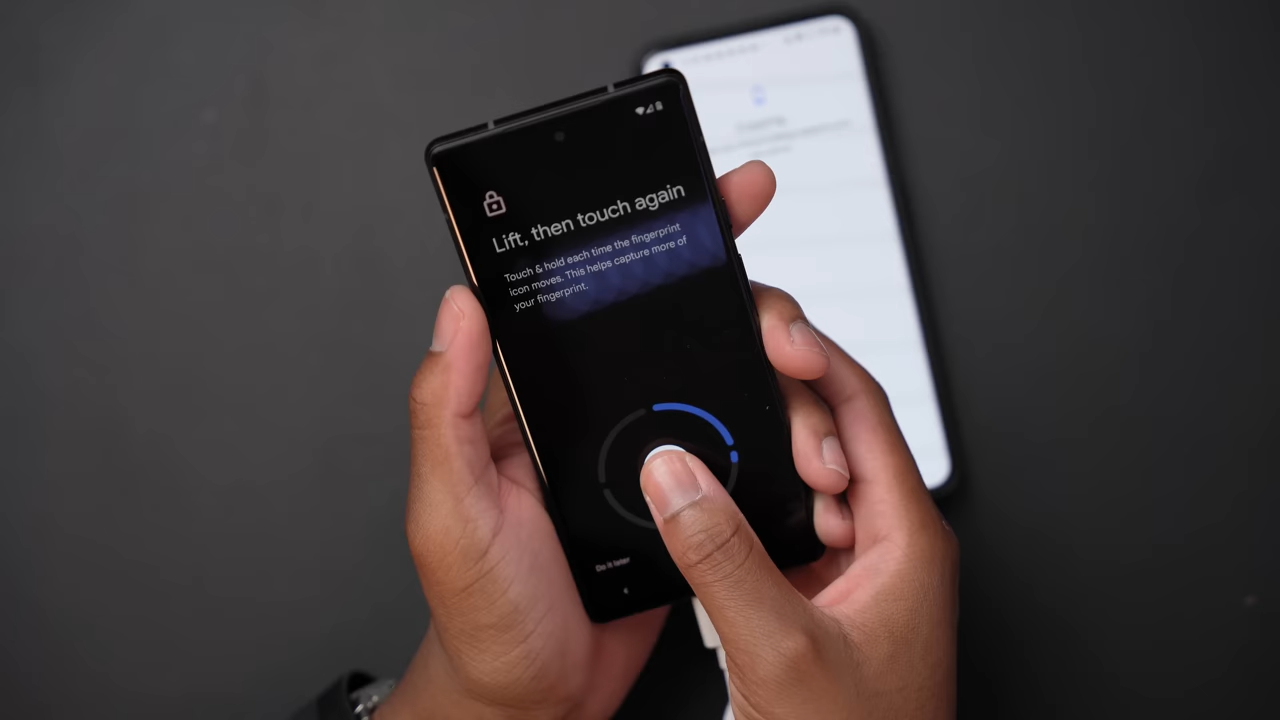 Lift, then touch again
Touch & hold each time the fingerprint
icon moves. This helps capture more of
your fingerprint.
Do it later